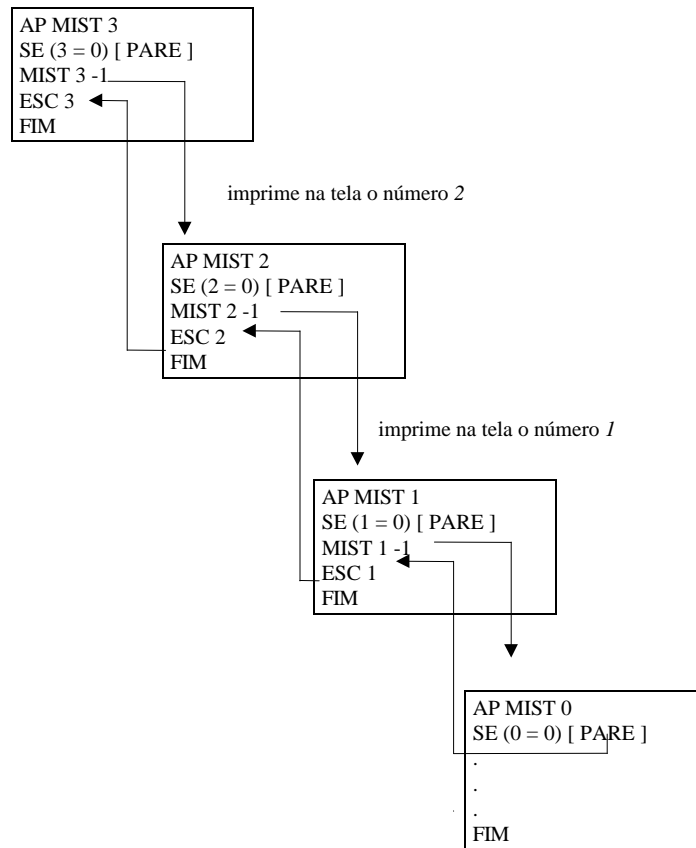 AP MIST 3
SE (3 = 0) [ PARE ]
MIST 3 -1
ESC 3
FIM
imprime na tela o número 2
AP MIST 2
SE (2 = 0) [ PARE ]
MIST 2 -1
ESC 2
FIM
imprime na tela o número 1
AP MIST 1
SE (1 = 0) [ PARE ]
MIST 1 -1
ESC 1
FIM
AP MIST 0
SE (0 = 0) [ PARE ]
.
.
.
FIM